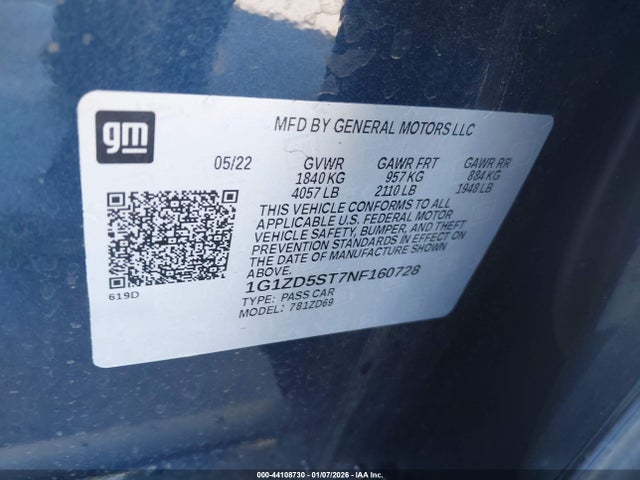 gm
MFD BY GENERAL MOTORS LLC
05/22 GVWR GAWR FRT GAWR RR
1840 KG 957 KG 884 KG
4057 LB 2110 LB 1948 LB
THIS VEHICLE CONFORMS TO ALL
APPLICABLE U.S. FEDERAL MOTOR
VEHICLE SAFETY, BUMPER, AND THEFT
PREVENTION STANDARDS IN EFFECT ON
THE DATE OF MANUFACTURE SHOWN
ABOVE.
619D
1G1ZD5ST7NF160728
TYPE: PASS CAR
MODEL: 781ZD69
000-44108730 - 01/07/2026 - IAA Inc.